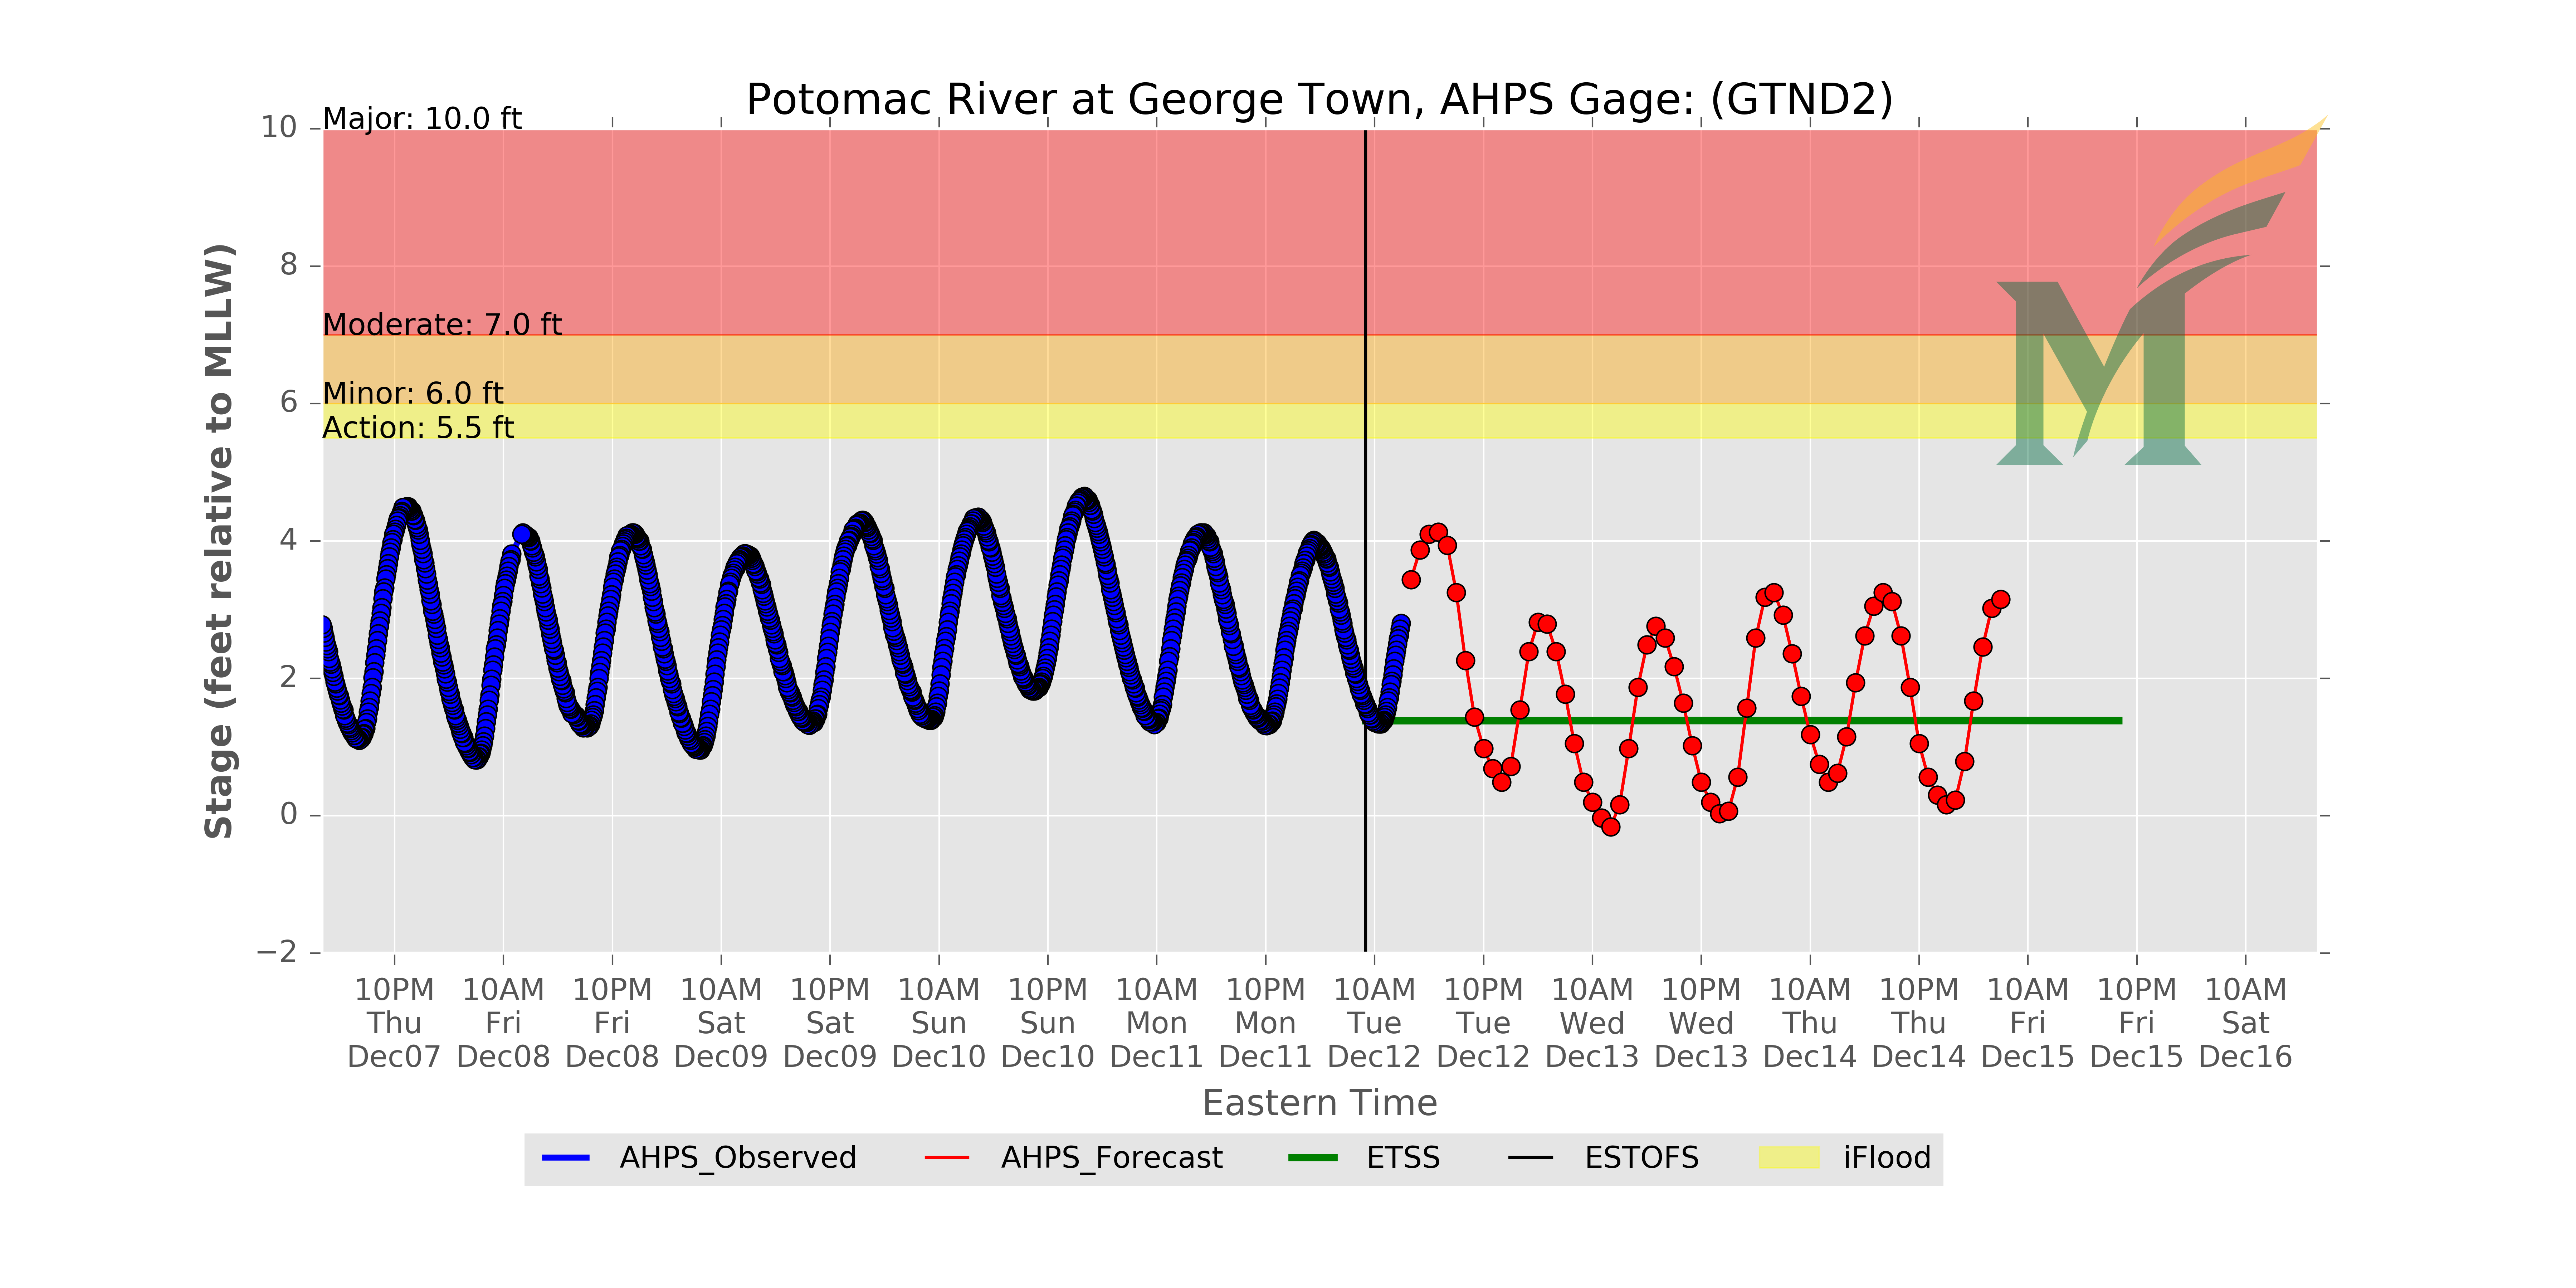 Potomac River at George Town, AHPS Gage: (GTND2)
Major: 10.0 ft
Moderate: 7.0 ft
Minor: 6.0 ft
Action: 5.5 ft
10
8
6
4
2
0
−2
Stage (feet relative to MLLW)
10PM 10AM 10PM 10AM 10PM 10AM 10PM 10AM 10PM 10AM 10PM 10AM 10PM 10AM 10PM 10AM 10PM 10AM
Thu Fri Fri Sat Sat Sun Sun Mon Mon Tue Tue Wed Wed Thu Thu Fri Fri Sat
Dec07 Dec08 Dec08 Dec09 Dec09 Dec10 Dec10 Dec11 Dec11 Dec12 Dec12 Dec13 Dec13 Dec14 Dec14 Dec15 Dec15 Dec16
Eastern Time
AHPS_Observed AHPS_Forecast ETSS ESTOFS iFlood